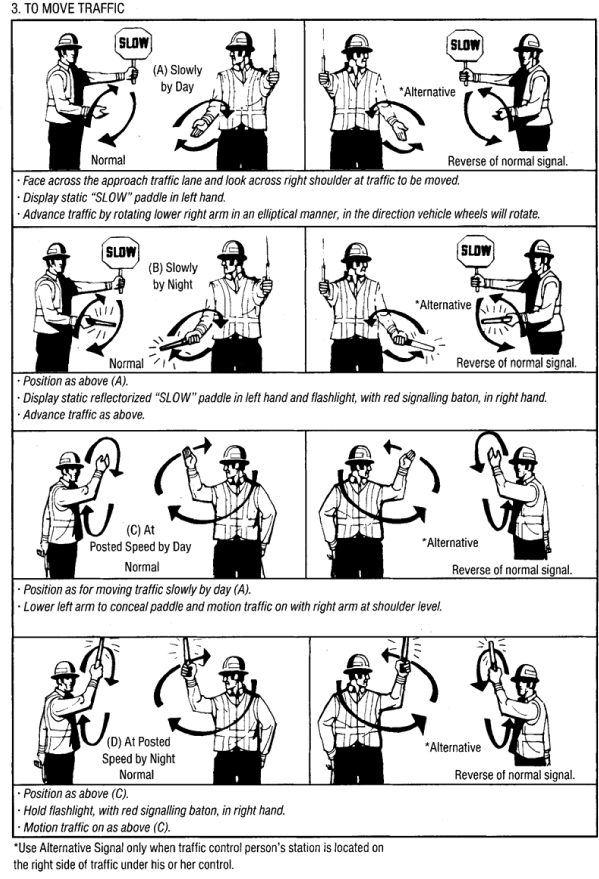 3. TO MOVE TRAFFIC
SLOW
(A) Slowly
by Day
Normal
SLOW
*Alternative
Reverse of normal signal.
· Face across the approach traffic lane and look across right shoulder at traffic to be moved.
· Display static “SLOW” paddle in left hand.
· Advance traffic by rotating lower right arm in an elliptical manner, in the direction vehicle wheels will rotate.
SLOW
(B) Slowly
by Night
Normal
SLOW
*Alternative
Reverse of normal signal.
· Position as above (A).
· Display static reflectorized “SLOW” paddle in left hand and flashlight, with red signalling baton, in right hand.
· Advance traffic as above.
(C) At
Posted Speed by Day
Normal
*Alternative
Reverse of normal signal.
· Position as for moving traffic slowly by day (A).
· Lower left arm to conceal paddle and motion traffic on with right arm at shoulder level.
(D) At Posted
Speed by Night
Normal
*Alternative
Reverse of normal signal.
· Position as above (C).
· Hold flashlight, with red signalling baton, in right hand.
· Motion traffic on as above (C).
*Use Alternative Signal only when traffic control person's station is located on
the right side of traffic under his or her control.